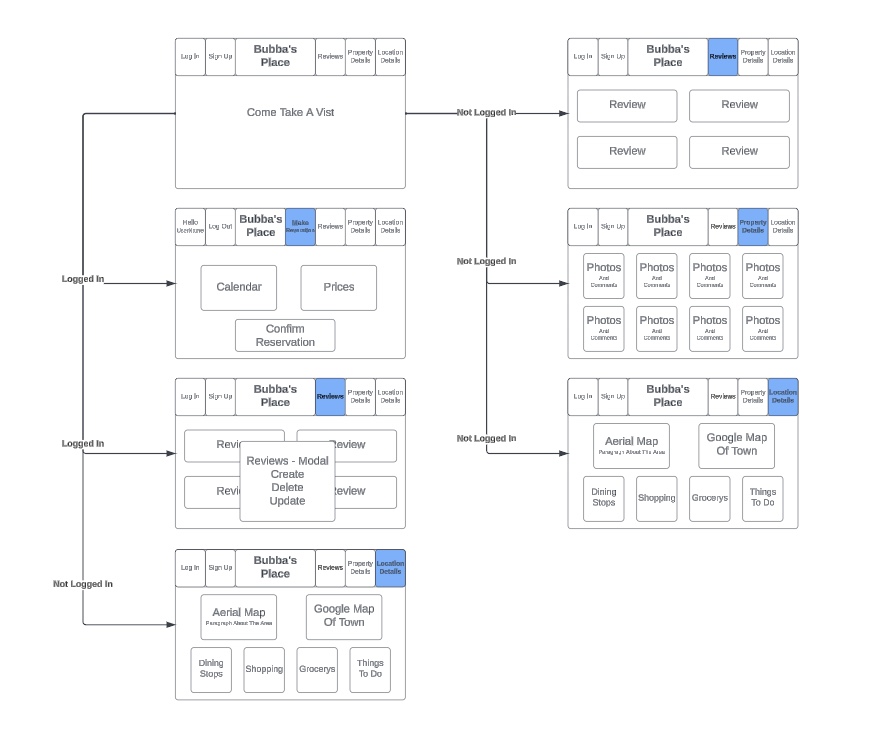 Log In
Sign Up
Bubba's
Place
Reviews
Property
Details
Location
Details
Come Take A Vist
Not Logged In
Log In
Sign Up
Bubba's
Place
Reviews
Property
Details
Location
Details
Review
Review
Review
Review
Logged In
Hello
UserName
Log Out
Bubba's
Place
Make
Reservation
Reviews
Property
Details
Location
Details
Calendar
Prices
Confirm
Reservation
Not Logged In
Log In
Sign Up
Bubba's
Place
Reviews
Property
Details
Location
Details
Photos
And
Comments
Photos
And
Comments
Photos
And
Comments
Photos
And
Comments
Photos
And
Comments
Photos
And
Comments
Photos
And
Comments
Photos
And
Comments
Logged In
Log In
Sign Up
Bubba's
Place
Reviews
Property
Details
Location
Details
Reviews - Modal
Create
Delete
Update
Not Logged In
Log In
Sign Up
Bubba's
Place
Reviews
Property
Details
Location
Details
Aerial Map
Paragraph About The Area
Google Map
Of Town
Dining
Stops
Shopping
Grocerys
Things
To Do
Not Logged In
Log In
Sign Up
Bubba's
Place
Reviews
Property
Details
Location
Details
Aerial Map
Paragraph About The Area
Google Map
Of Town
Dining
Stops
Shopping
Grocerys
Things
To Do